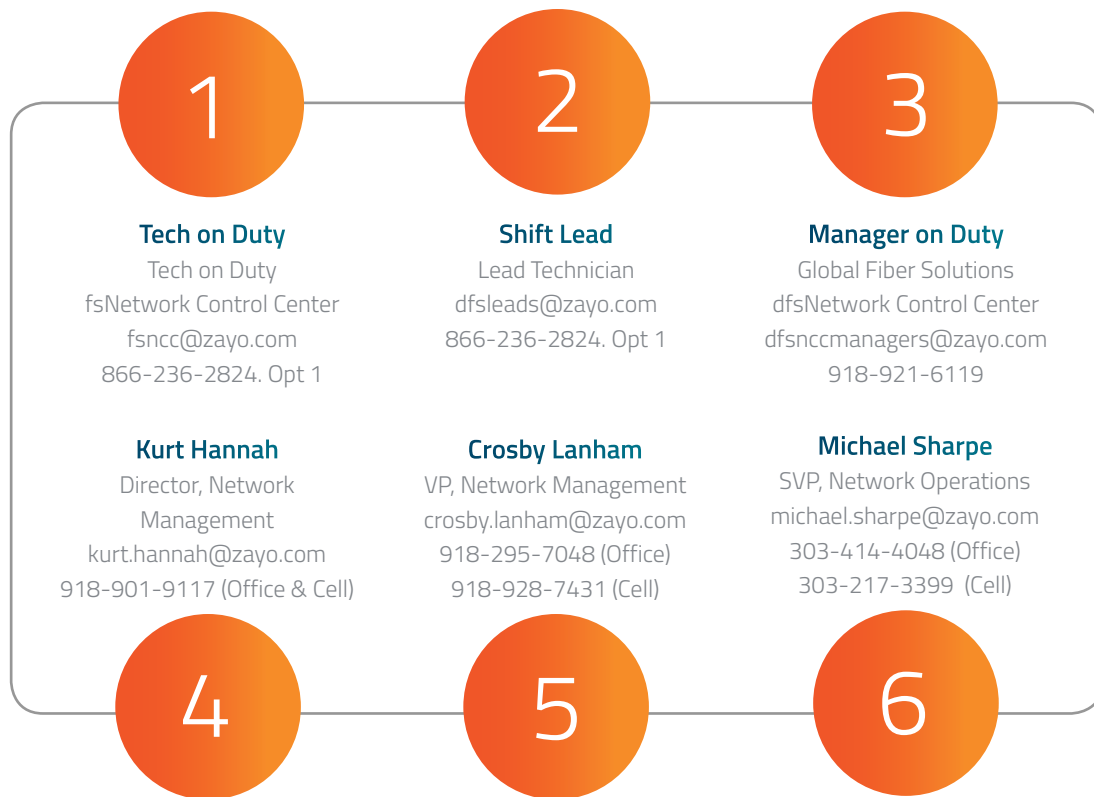 1
Tech on Duty
Tech on Duty
fsNetwork Control Center
fsncc@zayo.com
866-236-2824. Opt 1
2
Shift Lead
Lead Technician
dfsleads@zayo.com
866-236-2824. Opt 1
3
Manager on Duty
Global Fiber Solutions
dfsNetwork Control Center
dfsnccmanagers@zayo.com
918-921-6119
Kurt Hannah
Director, Network
Management
kurt.hannah@zayo.com
918-901-9117 (Office & Cell)
4
Crosby Lanham
VP, Network Management
crosby.lanham@zayo.com
918-295-7048 (Office)
918-928-7431 (Cell)
5
Michael Sharpe
SVP, Network Operations
michael.sharpe@zayo.com
303-414-4048 (Office)
303-217-3399 (Cell)
6